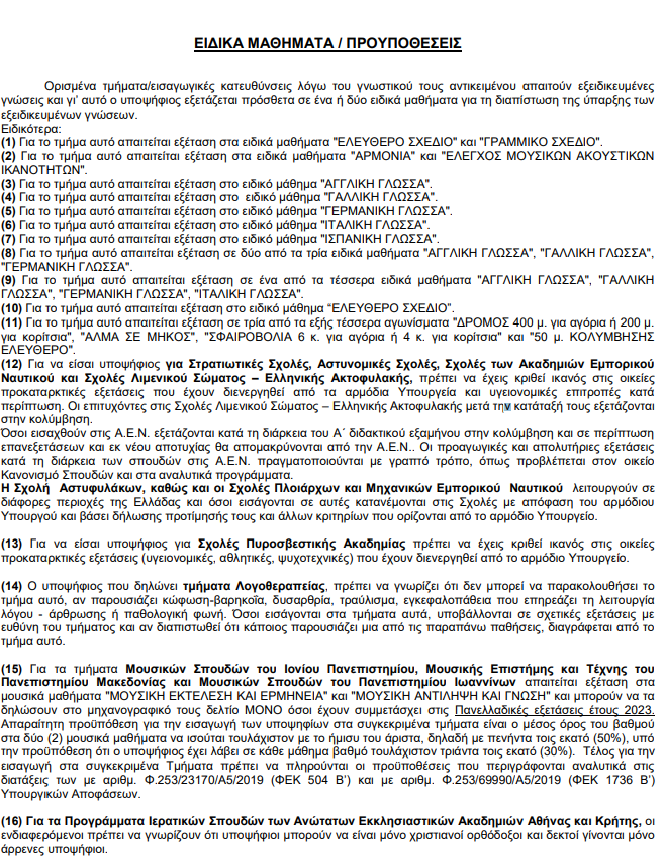 ΕΙΔΙΚΑ ΜΑΘΗΜΑΤΑ / ΠΡΟΥΠΟΘΕΣΕΙΣ
Ορισμένα τμήματα/εισαγωγικές κατευθύνσεις λόγω του γνωστικού τους αντικειμένου απαιτούν εξειδικευμένες
γνώσεις και γι’ αυτό ο υποψήφιος εξετάζεται πρόσθετα σε ένα ή δύο ειδικά μαθήματα για τη διαπίστωση της ύπαρξης των
εξειδικευμένων γνώσεων.
Ειδικότερα:
(1) Για το τμήμα αυτό απαιτείται εξέταση στα ειδικά μαθήματα "ΕΛΕΥΘΕΡΟ ΣΧΕΔΙΟ" και "ΓΡΑΜΜΙΚΟ ΣΧΕΔΙΟ".
(2) Για το τμήμα αυτό απαιτείται εξέταση στα ειδικά μαθήματα "ΑΡΜΟΝΙΑ" και "ΕΛΕΓΧΟΣ ΜΟΥΣΙΚΩΝ ΑΚΟΥΣΤΙΚΩΝ
ΙΚΑΝΟΤΗΤΩΝ".
(3) Για το τμήμα αυτό απαιτείται εξέταση στο ειδικό μάθημα "ΑΓΓΛΙΚΗ ΓΛΩΣΣΑ".
(4) Για το τμήμα αυτό απαιτείται εξέταση στο ειδικό μάθημα "ΓΑΛΛΙΚΗ ΓΛΩΣΣΑ".
(5) Για το τμήμα αυτό απαιτείται εξέταση στο ειδικό μάθημα "ΓΕΡΜΑΝΙΚΗ ΓΛΩΣΣΑ".
(6) Για το τμήμα αυτό απαιτείται εξέταση στο ειδικό μάθημα "ΙΤΑΛΙΚΗ ΓΛΩΣΣΑ".
(7) Για το τμήμα αυτό απαιτείται εξέταση στο ειδικό μάθημα "ΙΣΠΑΝΙΚΗ ΓΛΩΣΣΑ".
(8) Για το τμήμα αυτό απαιτείται εξέταση σε δύο από τα τρία ειδικά μαθήματα "ΑΓΓΛΙΚΗ ΓΛΩΣΣΑ", "ΓΑΛΛΙΚΗ ΓΛΩΣΣΑ",
"ΓΕΡΜΑΝΙΚΗ ΓΛΩΣΣΑ".
(9) Για το τμήμα αυτό απαιτείται εξέταση σε ένα από τα τέσσερα ειδικά μαθήματα "ΑΓΓΛΙΚΗ ΓΛΩΣΣΑ, "ΓΑΛΛΙΚΗ
ΓΛΩΣΣΑ", "ΓΕΡΜΑΝΙΚΗ ΓΛΩΣΣΑ", "ΙΤΑΛΙΚΗ ΓΛΩΣΣΑ".
(10) Για το τμήμα αυτό απαιτείται εξέταση στο ειδικό μάθημα “ΕΛΕΥΘΕΡΟ ΣΧΕΔΙΟ”.
(11) Για το τμήμα αυτό απαιτείται εξέταση σε τρία από τα εξής τέσσερα αγωνίσματα "ΔΡΟΜΟΣ 400 μ. για αγόρια ή 200 μ.
για κορίτσια", "ΑΛΜΑ ΣΕ ΜΗΚΟΣ", "ΣΦΑΙΡΟΒΟΛΙΑ 6 κ. για αγόρια ή 4 κ. για κορίτσια" και "50 μ. ΚΟΛΥΜΒΗΣΗΣ
ΕΛΕΥΘΕΡΟ".
(12) Για να είσαι υποψήφιος για Στρατιωτικές Σχολές, Αστυνομικές Σχολές, Σχολές των Ακαδημιών Εμπορικού
Ναυτικού και Σχολές Λιμενικού Σώματος – Ελληνικής Ακτοφυλακής, πρέπει να έχεις κριθεί ικανός στις οικείες
προκαταρκτικές εξετάσεις που έχουν διενεργηθεί από τα αρμόδια Υπουργεία και υγειονομικές επιτροπές κατά
περίπτωση. Οι επιτυχόντες στις Σχολές Λιμενικού Σώματος – Ελληνικής Ακτοφυλακής μετά την κατάταξή τους εξετάζονται
στην κολύμβηση.
Όσοι εισαχθούν στις Α.Ε.Ν. εξετάζονται κατά τη διάρκεια του Α΄ διδακτικού εξαμήνου στην κολύμβηση και σε περίπτωση
επανεξετάσεων και εκ νέου αποτυχίας θα απομακρύνονται από την Α.Ε.Ν.. Οι προαγωγικές και απολυτήριες εξετάσεις
κατά τη διάρκεια των σπουδών στις Α.Ε.Ν. πραγματοποιούνται με γραπτό τρόπο, όπως προβλέπεται στον οικείο
Κανονισμό Σπουδών και στα αναλυτικά προγράμματα.
Η Σχολή Αστυφυλάκων, καθώς και οι Σχολές Πλοιάρχων και Μηχανικών Εμπορικού Ναυτικού λειτουργούν σε
διάφορες περιοχής της Ελλάδας και όσοι εισάγονται σε αυτές κατανέμονται στις Σχολές με απόφαση του αρμόδιου
Υπουργού και βάσει δήλωσης προτίμησής τους και άλλων κριτηρίων που ορίζονται από το αρμόδιο Υπουργείο.
(13) Για να είσαι υποψήφιος για Σχολές Πυροσβεστικής Ακαδημίας πρέπει να έχεις κριθεί ικανός στις οικείες
προκαταρκτικές εξετάσεις (υγειονομικές, αθλητικές, ψυχοτεχνικές) που έχουν διενεργηθεί από το αρμόδιο Υπουργείο.
(14) Ο υποψήφιος που δηλώνει τμήματα Λογοθεραπείας, πρέπει να γνωρίζει ότι δεν μπορεί να παρακολουθήσει το
τμήμα αυτό, αν παρουσιάζει κώφωση-βαρηκοΐα, δυσαρθρία, τραύλισμα, εγκεφαλοπάθεια που επηρεάζει τη λειτουργία
λόγου - άρθρωσης ή παθολογική φωνή. Όσοι εισάγονται στα τμήματα αυτά, υποβάλλονται σε σχετικές εξετάσεις με
ευθύνη του τμήματος και αν διαπιστωθεί ότι κάποιος παρουσιάζει μια από τις παραπάνω παθήσεις, διαγράφεται από το
τμήμα αυτό.
(15) Για τα τμήματα Μουσικών Σπουδών του Ιονίου Πανεπιστημίου, Μουσικής Επιστήμης και Τέχνης του
Πανεπιστημίου Μακεδονίας και Μουσικών Σπουδών του Πανεπιστημίου Ιωαννίνων απαιτείται εξέταση στα
μουσικά μαθήματα "ΜΟΥΣΙΚΗ ΕΚΤΕΛΕΣΗ ΚΑΙ ΕΡΜΗΝΕΙΑ" και "ΜΟΥΣΙΚΗ ΑΝΤΙΛΗΨΗ ΚΑΙ ΓΝΩΣΗ" και μπορούν να τα
δηλώσουν στο μηχανογραφικό τους δελτίο ΜΟΝΟ όσοι έχουν συμμετάσχει στις Πανελλαδικές εξετάσεις έτους 2023.
Απαραίτητη προϋπόθεση για την εισαγωγή των υποψηφίων στα συγκεκριμένα τμήματα είναι ο μέσος όρος του βαθμού
στα δύο (2) μουσικά μαθήματα να ισούται τουλάχιστον με το ήμισυ του άριστα, δηλαδή με πενήντα τοις εκατό (50%), υπό
την προϋπόθεση ότι ο υποψήφιος έχει λάβει σε κάθε μάθημα βαθμό τουλάχιστον τριάντα τοις εκατό (30%). Τέλος για την
εισαγωγή στα συγκεκριμένα Τμήματα πρέπει να πληρούνται οι προϋποθέσεις που περιγράφονται αναλυτικά στις
διατάξεις των με αριθμ. Φ.253/23170/Α5/2019 (ΦΕΚ 504 Β’) και με αριθμ. Φ.253/69990/Α5/2019 (ΦΕΚ 1736 Β’)
Υπουργικών Αποφάσεων.
(16) Για τα Προγράμματα Ιερατικών Σπουδών των Ανώτατων Εκκλησιαστικών Ακαδημιών Αθήνας και Κρήτης, οι
ενδιαφερόμενοι πρέπει να γνωρίζουν ότι υποψήφιοι μπορούν να είναι μόνο χριστιανοί ορθόδοξοι και δεκτοί γίνονται μόνο
άρρενες υποψήφιοι.